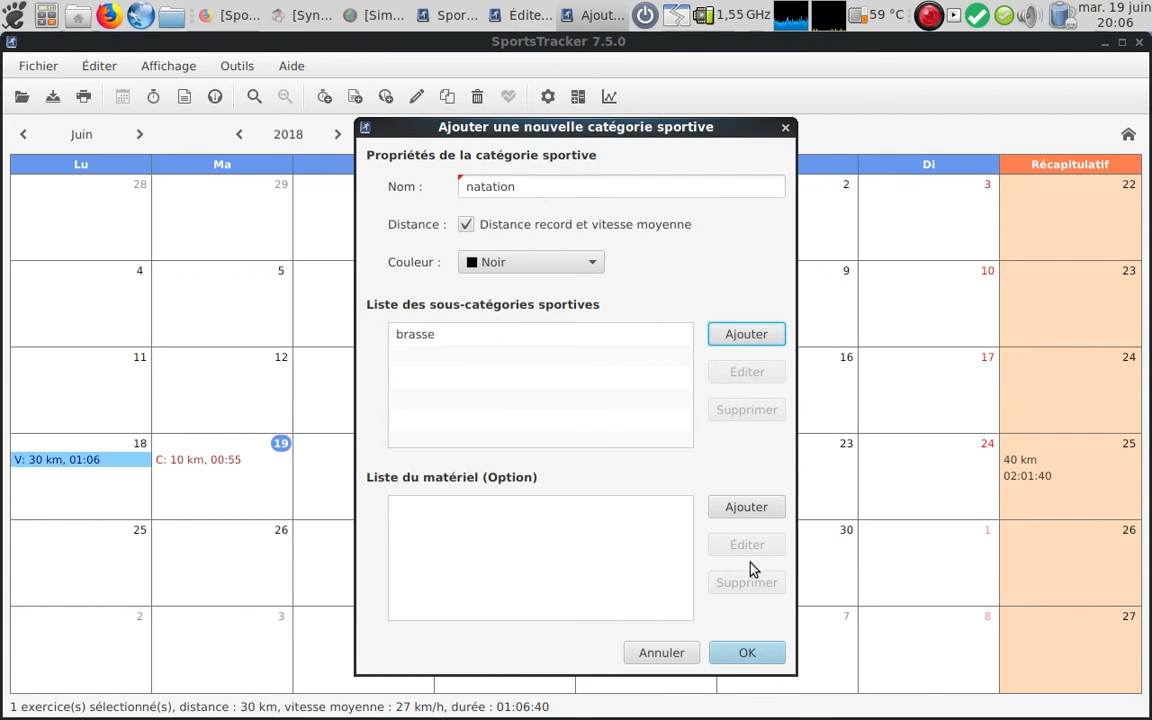 [Spo... [Syn... [Sim... Spor... Édite... Ajout... 1,55 GHz 59 °C mar. 19 juin
20:06
SportsTracker 7.5.0
Fichier Éditer Affichage Outils Aide
Juin 2018
Ajouter une nouvelle catégorie sportive
Propriétés de la catégorie sportive
Nom : natation
Distance : Distance record et vitesse moyenne
Couleur : Noir
Liste des sous-catégories sportives
brasse
Ajouter
Éditer
Supprimer
Liste du matériel (Option)
Ajouter
Éditer
Supprimer
Annuler OK
Lu Ma Di Récapitulatif
28 29 2 3 22
4 5 9 10 23
11 12 16 17 24
18 19 23 24 25
V: 30 km, 01:06 C: 10 km, 00:55 40 km
02:01:40
25 26 30 1 26
2 3 7 8 27
1 exercice(s) sélectionné(s), distance : 30 km, vitesse moyenne : 27 km/h, durée : 01:06:40